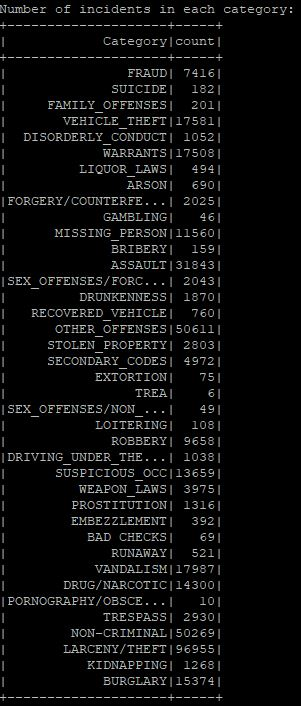 Number of incidents in each category:
+--------------------+-----+
|            Category|count|
+--------------------+-----+
|               FRAUD| 7416|
|             SUICIDE|  182|
|     FAMILY_OFFENSES|  201|
|       VEHICLE_THEFT|17581|
|  DISORDERLY_CONDUCT| 1052|
|            WARRANTS|17508|
|         LIQUOR_LAWS|  494|
|               ARSON|  690|
|FORGERY/COUNTERFE...| 2025|
|            GAMBLING|   46|
|      MISSING_PERSON|11560|
|             BRIBERY|  159|
|             ASSAULT|31843|
|SEX_OFFENSES/FORC...| 2043|
|         DRUNKENNESS| 1870|
|   RECOVERED_VEHICLE|  760|
|      OTHER_OFFENSES|50611|
|     STOLEN_PROPERTY| 2803|
|     SECONDARY_CODES| 4972|
|           EXTORTION|   75|
|                TREA|    6|
|SEX_OFFENSES/NON_...|   49|
|           LOITERING|  108|
|             ROBBERY| 9658|
|DRIVING_UNDER_THE...| 1038|
|      SUSPICIOUS_OCC|13659|
|         WEAPON_LAWS| 3975|
|        PROSTITUTION| 1316|
|        EMBEZZLEMENT|  392|
|          BAD CHECKS|   69|
|             RUNAWAY|  521|
|           VANDALISM|17987|
|       DRUG/NARCOTIC|14300|
|PORNOGRAPHY/OBSCE...|   10|
|            TRESPASS| 2930|
|        NON-CRIMINAL|50269|
|       LARCENY/THEFT|96955|
|          KIDNAPPING| 1268|
|            BURGLARY|15374|
+--------------------+-----+